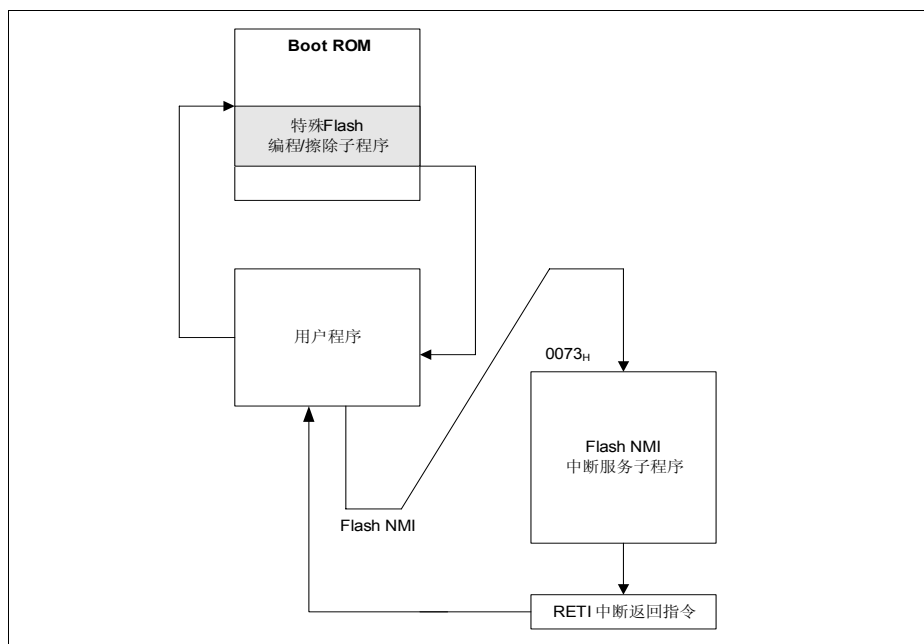 Boot ROM
特殊Flash
编程/擦除子程序
用户程序
0073H
Flash NMI
中断服务子程序
Flash NMI
RETI 中断返回指令